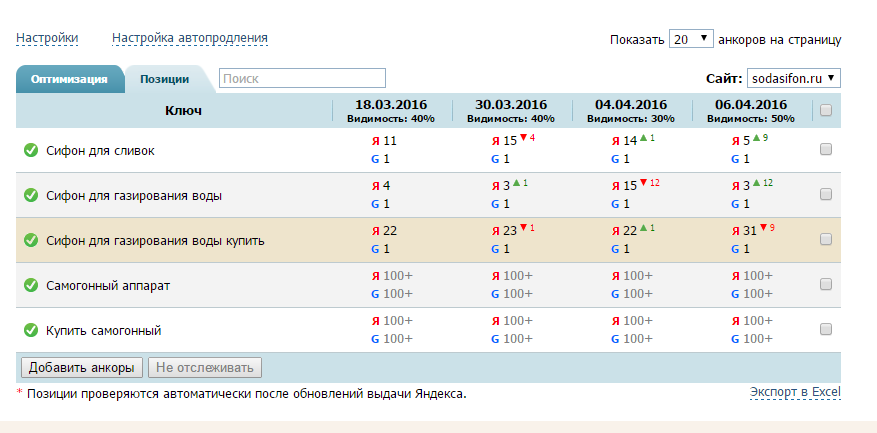 Настройки Настройка автопродления Показать 20 ▼ анкоров на страницу
Оптимизация Позиции Поиск Сайт: sodasifon.ru ▼
Ключ 18.03.2016 30.03.2016 04.04.2016 06.04.2016
Видимость: 40% Видимость: 40% Видимость: 30% Видимость: 50%
Я 11 Я 15 ▼ 4 Я 14 ▲ 1 Я 5 ▲ 9
Сифон для сливок
G 1 G 1 G 1 G 1
Я 4 Я 3 ▲ 1 Я 15 ▼ 12 Я 3 ▲ 12
Сифон для газирования воды
G 1 G 1 G 1 G 1
Я 22 Я 23 ▼ 1 Я 22 ▲ 1 Я 31 ▼ 9
Сифон для газирования воды купить
G 1 G 1 G 1 G 1
Я 100+ Я 100+ Я 100+ Я 100+
Самогонный аппарат
G 100+ G 100+ G 100+ G 100+
Я 100+ Я 100+ Я 100+ Я 100+
Купить самогонный
G 100+ G 100+ G 100+ G 100+
Добавить анкоры Не отслеживать
* Позиции проверяются автоматически после обновлений выдачи Яндекса. Экспорт в Excel